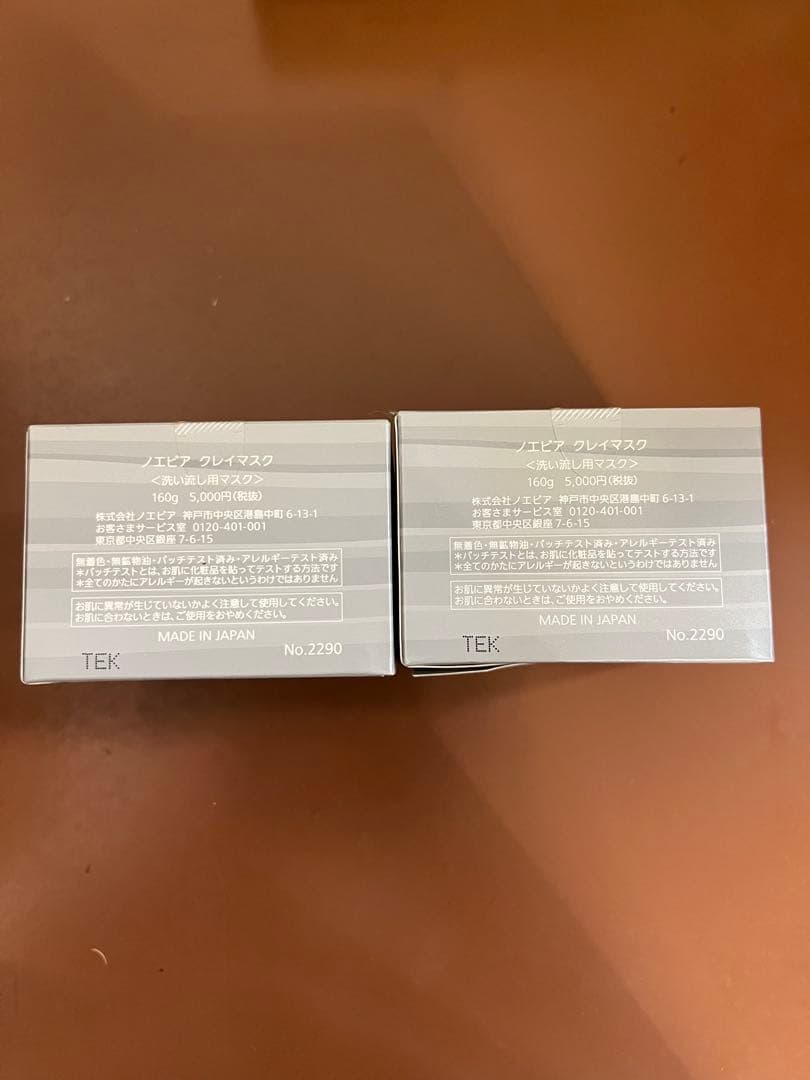 ノエビア クレイマスク
<洗い流し用マスク>
160g 5,000円(税抜)
株式会社ノエビア 神戸市中央区港島中町 6-13-1
お客さまサービス室 0120-401-001
東京都中央区銀座 7-6-15
無着色・無鉱物油・パッチテスト済み・アレルギーテスト済み
*パッチテストとは、お肌に化粧品を貼ってテストする方法です
*全てのかたにアレルギーが起きないというわけではありません
お肌に異常が生じていないかよく注意して使用してください。
お肌に合わないときは、ご使用をおやめください。
MADE IN JAPAN
No.2290
TEK
ノエビア クレイマスク
<洗い流し用マスク>
160g 5,000円(税抜)
株式会社ノエビア 神戸市中央区港島中町 6-13-1
お客さまサービス室 0120-401-001
東京都中央区銀座 7-6-15
無着色・無鉱物油・パッチテスト済み・アレルギーテスト済み
*パッチテストとは、お肌に化粧品を貼ってテストする方法です
*全てのかたにアレルギーが起きないというわけではありません
お肌に異常が生じていないかよく注意して使用してください。
お肌に合わないときは、ご使用をおやめください。
MADE IN JAPAN
No.2290
TEK